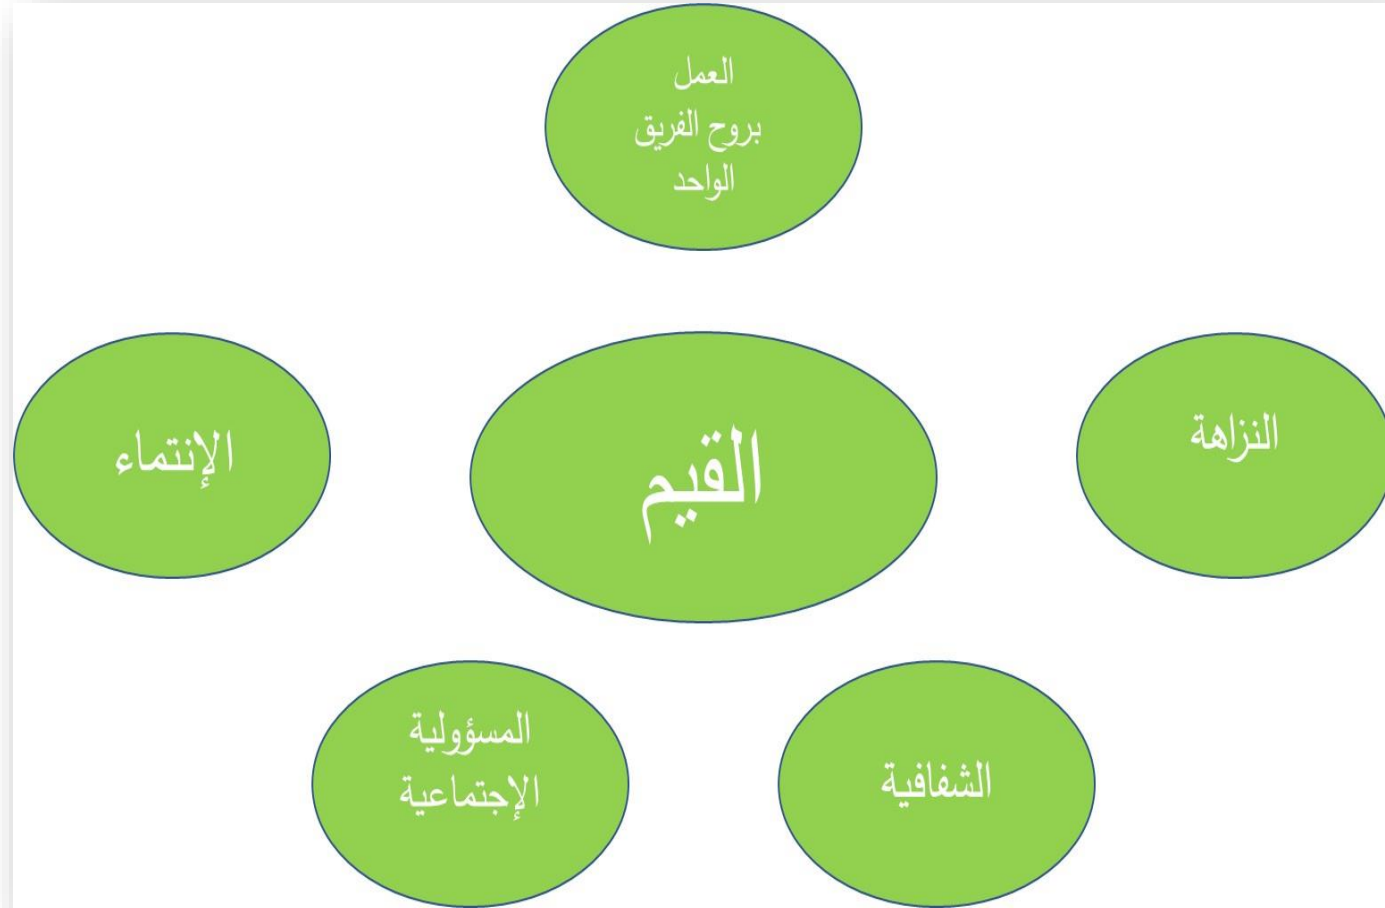 العمل
بروح الفريق
الواحد
النزاهة
القيم
الإنتماء
الشفافية
المسؤولية
الإجتماعية